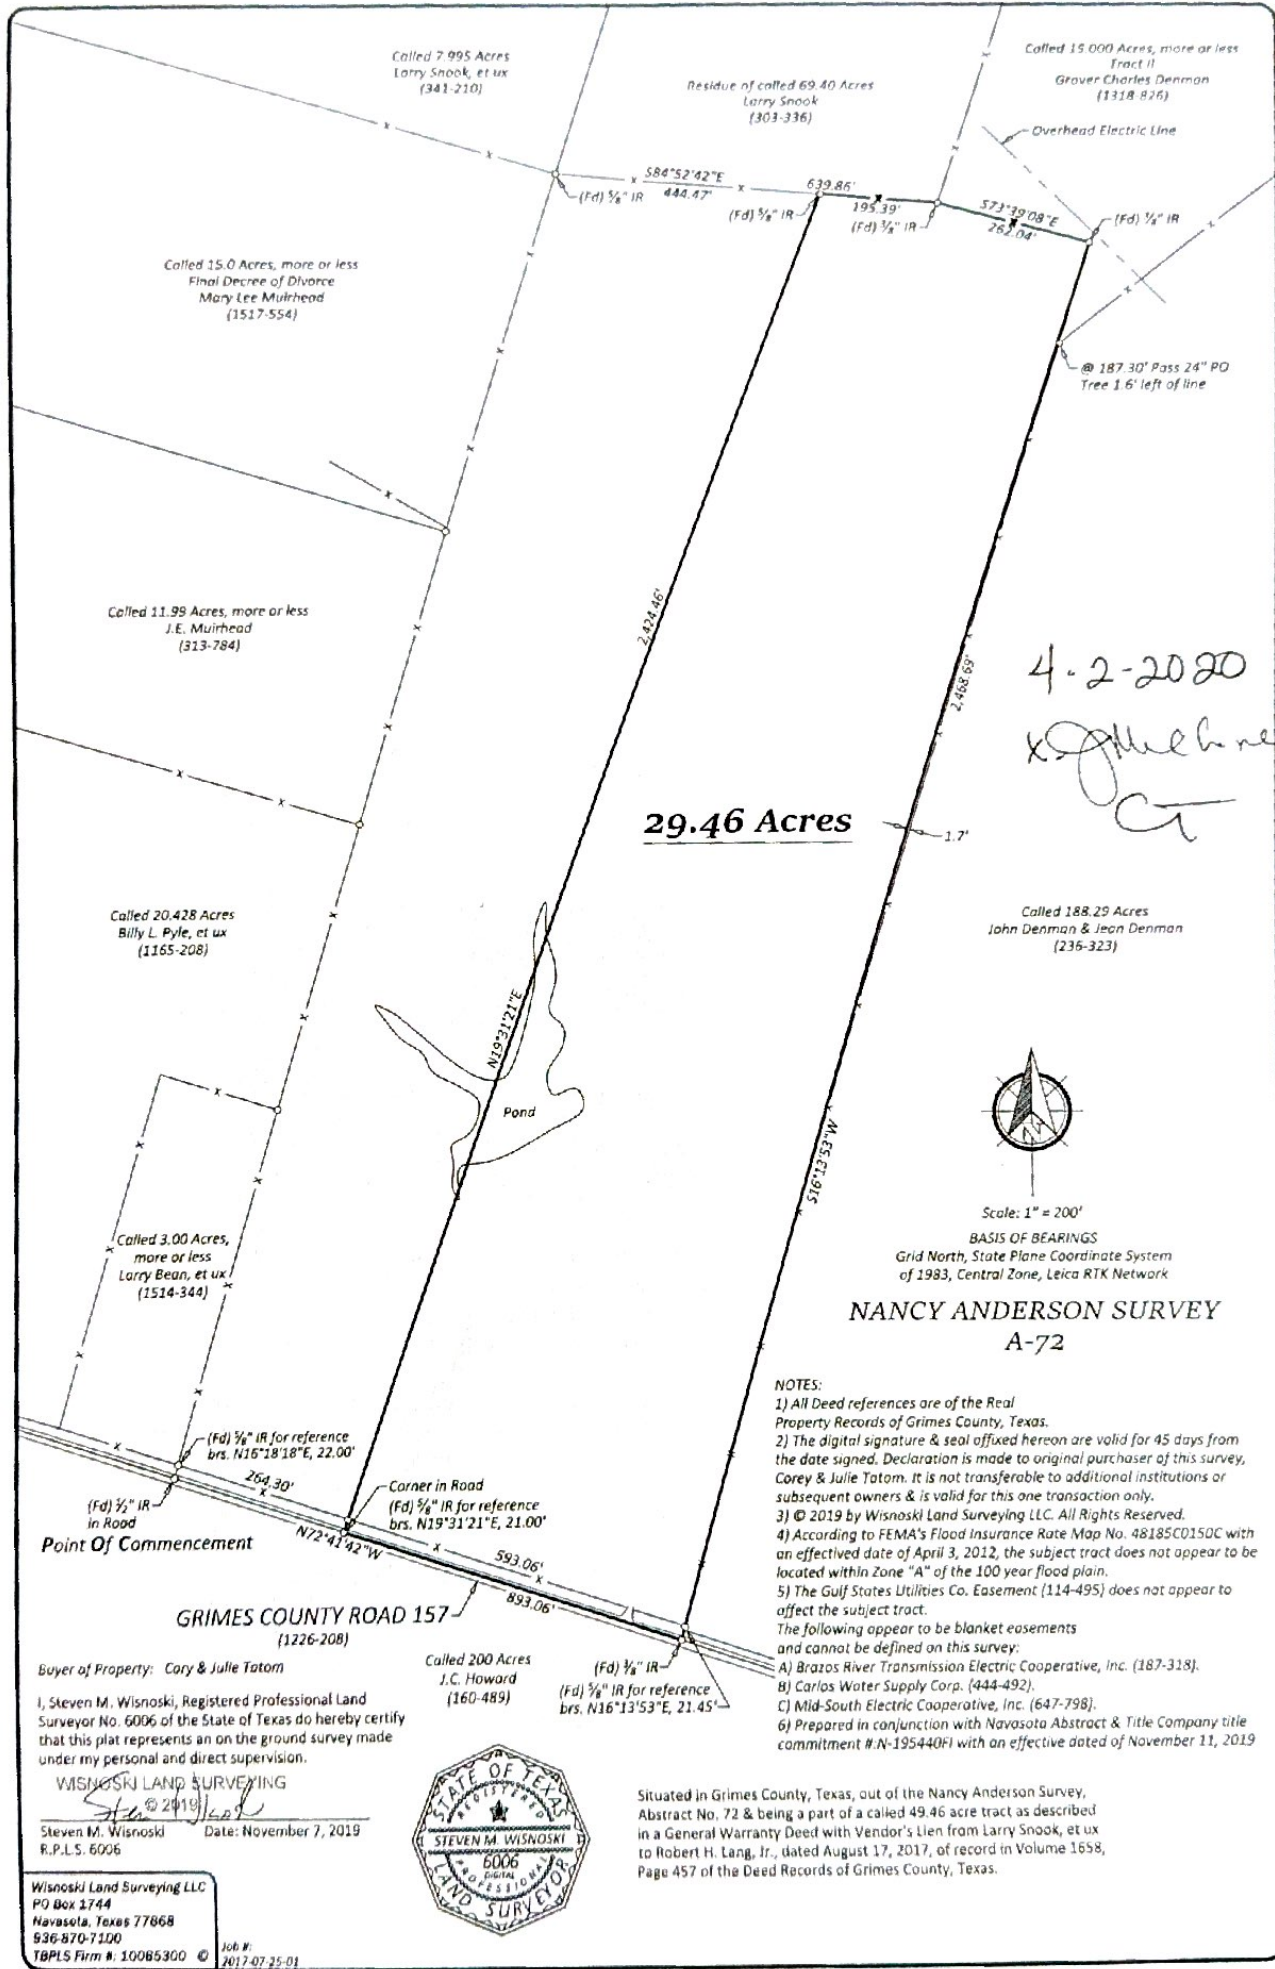 Called 7.995 Acres
Larry Snook, et ux
(341-210)
Residue of called 69.40 Acres
Larry Snook
(303-336)
Called 15.000 Acres, more or less
Tract II
Grover Charles Denman
(1318-826)
Overhead Electric Line
S84°52'42"E
444.47'
639.86'
195.39'
S73°39'08"E
262.04'
(Fd) ⅝" IR
(Fd) ⅝" IR
(Fd) ⅜" IR
(Fd) ⅜" IR
Called 15.0 Acres, more or less
Final Decree of Divorce
Mary Lee Muirhead
(1517-554)
@ 187.30' Pass 24" PO
Tree 1.6' left of line
Called 11.99 Acres, more or less
J.E. Muirhead
(313-784)
2,424.46'
2,468.69'
4-2-2020
29.46 Acres
1.7'
Called 20.428 Acres
Billy L. Pyle, et ux
(1165-208)
Called 188.29 Acres
John Denman & Jean Denman
(236-323)
N19°31'21"E
Pond
S16°13'53"W
N
Scale: 1" = 200'
BASIS OF BEARINGS
Grid North, State Plane Coordinate System
of 1983, Central Zone, Leica RTK Network
NANCY ANDERSON SURVEY
A-72
Called 3.00 Acres,
more or less
Larry Bean, et ux
(1514-344)
NOTES:
1) All Deed references are of the Real
Property Records of Grimes County, Texas.
2) The digital signature & seal affixed hereon are valid for 45 days from
the date signed. Declaration is made to original purchaser of this survey,
Corey & Julie Tatom. It is not transferable to additional institutions or
subsequent owners & is valid for this one transaction only.
3) © 2019 by Wisnoski Land Surveying LLC. All Rights Reserved.
4) According to FEMA's Flood Insurance Rate Map No. 48185C0150C with
an effectived date of April 3, 2012, the subject tract does not appear to be
located within Zone "A" of the 100 year flood plain.
5) The Gulf States Utilities Co. Easement (114-495) does not appear to
affect the subject tract.
The following appear to be blanket easements
and cannot be defined on this survey:
A) Brazos River Transmission Electric Cooperative, Inc. (187-318).
B) Carlos Water Supply Corp. (444-492).
C) Mid-South Electric Cooperative, Inc. (647-798).
6) Prepared in conjunction with Navasota Abstract & Title Company title
commitment #:N-195440FI with an effective dated of November 11, 2019
(Fd) ⅝" IR for reference
brs. N16°18'18"E, 22.00'
264.30'
(Fd) ½" IR
in Road
Point Of Commencement
Corner in Road
(Fd) ⅝" IR for reference
brs. N19°31'21"E, 21.00'
N72°41'42"W
593.06'
893.06'
GRIMES COUNTY ROAD 157
(1226-208)
Called 200 Acres
J.C. Howard
(160-489)
(Fd) ⅜" IR
(Fd) ⅝" IR for reference
brs. N16°13'53"E, 21.45'
Buyer of Property: Cory & Julie Tatom
I, Steven M. Wisnoski, Registered Professional Land
Surveyor No. 6006 of the State of Texas do hereby certify
that this plat represents an on the ground survey made
under my personal and direct supervision.
WISNOSKI LAND SURVEYING
© 2019
Steven M. Wisnoski Date: November 7, 2019
R.P.L.S. 6006
STATE OF TEXAS
REGISTERED
STEVEN M. WISNOSKI
6006
DIGITAL
PROFESSIONAL
LAND SURVEYOR
Situated in Grimes County, Texas, out of the Nancy Anderson Survey,
Abstract No. 72 & being a part of a called 49.46 acre tract as described
in a General Warranty Deed with Vendor's Lien from Larry Snook, et ux
to Robert H. Lang, Jr., dated August 17, 2017, of record in Volume 1658,
Page 457 of the Deed Records of Grimes County, Texas.
Wisnoski Land Surveying LLC
PO Box 1744
Navasota, Texas 77868
936-870-7100
TBPLS Firm #: 10085300 ©
Job #:
2017-07-25-01